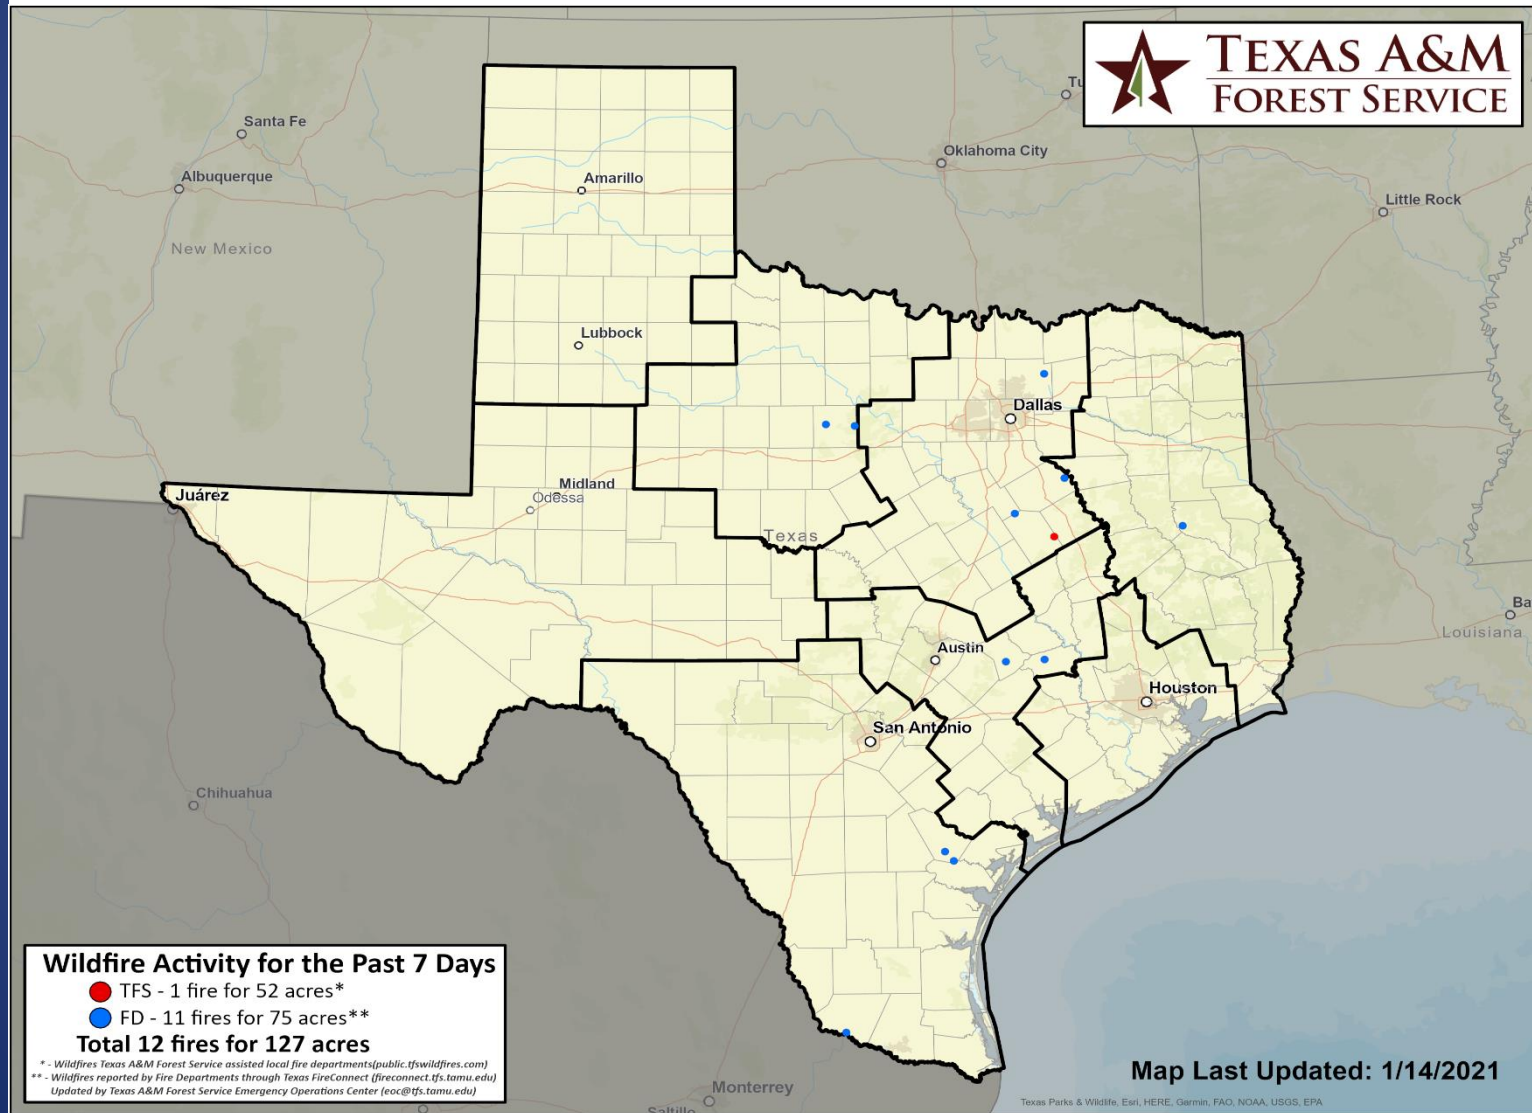 TEXAS A&M
FOREST SERVICE
Santa Fe
Tu
Oklahoma City
Albuquerque
Amarillo
Little Rock
New Mexico
Lubbock
Dallas
Juárez
Midland
Odessa
Texas
Ba
Louisiana
Austin
Houston
San Antonio
Chihuahua
Wildfire Activity for the Past 7 Days
TFS - 1 fire for 52 acres*
FD - 11 fires for 75 acres**
Total 12 fires for 127 acres
* - Wildfires Texas A&M Forest Service assisted local fire departments(public.tfswildfires.com)
** - Wildfires reported by Fire Departments through Texas FireConnect (fireconnect.tfs.tamu.edu)
Updated by Texas A&M Forest Service Emergency Operations Center (eoc@tfs.tamu.edu)
Map Last Updated: 1/14/2021
Monterrey
Saltillo
Texas Parks & Wildlife, Esri, HERE, Garmin, FAO, NOAA, USGS, EPA